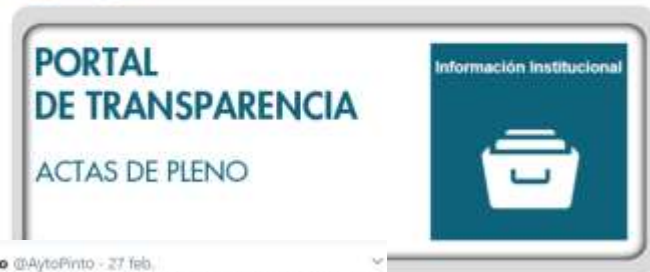 PORTAL
DE TRANSPARENCIA
Información Institucional
ACTAS DE PLENO
o @AytoPinto - 27 feb.